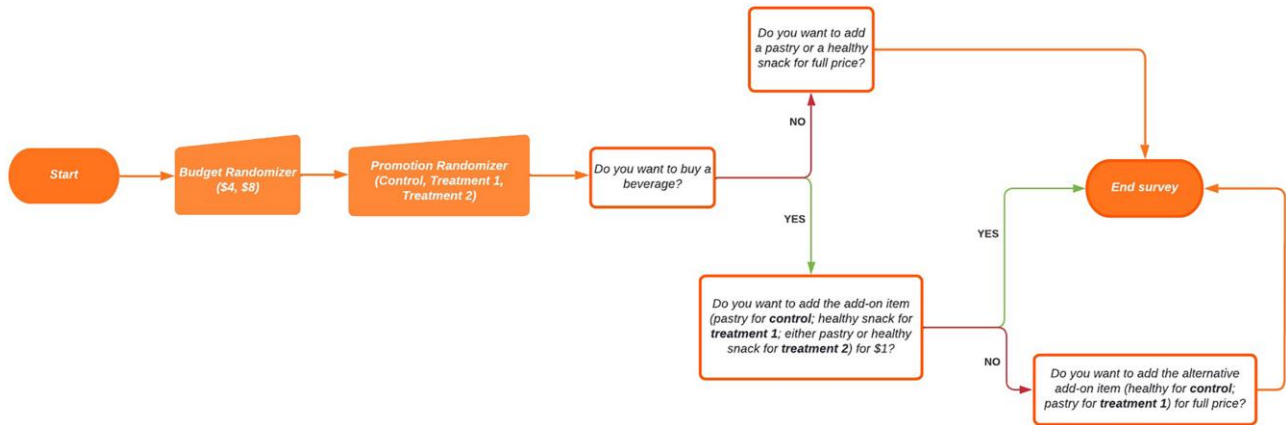 Start
Budget Randomizer
($4, $8)
Promotion Randomizer
(Control, Treatment 1,
Treatment 2)
Do you want to buy a
beverage?
NO
Do you want to add
a pastry or a healthy
snack for full price?
YES
Do you want to add the add-on item
(pastry for control; healthy snack for
treatment 1; either pastry or healthy
snack for treatment 2) for $1?
YES
End survey
NO
Do you want to add the alternative
add-on item (healthy for control;
pastry for treatment 1) for full price?